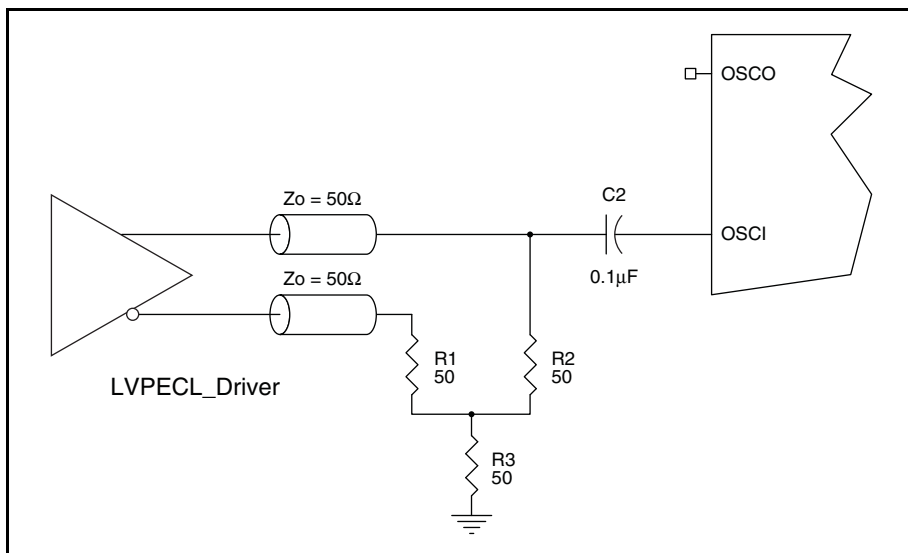 OSCO
Zo = 50Ω
C2
OSCI
Zo = 50Ω
0.1μF
R1
50
R2
50
LVPECL_Driver
R3
50